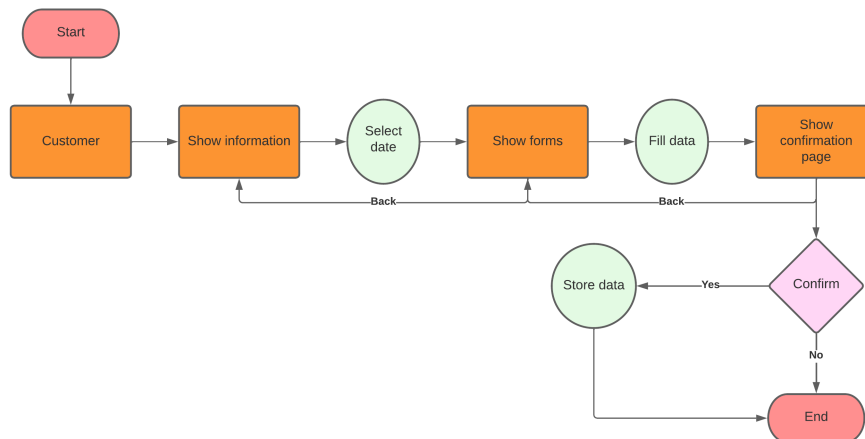 Start
Customer
Show information
Select
date
Show forms
Fill data
Show
confirmation
page
Back
Back
Store data
Yes
Confirm
No
End